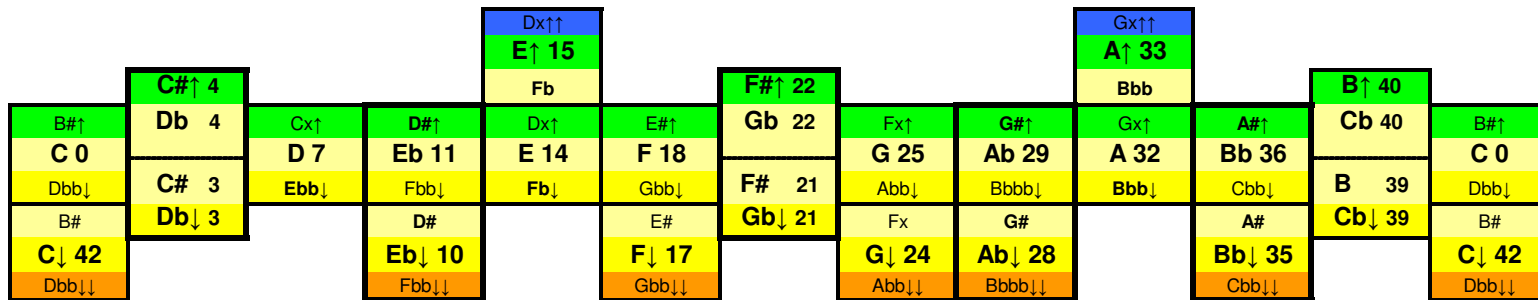 Dx↑↑ Gx↑↑
E↑ 15 A↑ 33
C#↑ 4 Fb F#↑ 22 Bbb B↑ 40
B#↑ Db 4 Cx↑ D#↑ Dx↑ E#↑ Gb 22 Fx↑ G#↑ Gx↑ A#↑ Cb 40 B#↑
C 0 D 7 Eb 11 E 14 F 18 G 25 Ab 29 A 32 Bb 36 C 0
Dbb↓ C# 3 Ebb↓ Fbb↓ Fb↓ Gbb↓ F# 21 Abb↓ Bbbb↓ Bbb↓ Cbb↓ B 39 Dbb↓
B# Db↓ 3 D# E# Gb↓ 21 Fx G# A# Cb↓ 39 B#
C↓ 42 Eb↓ 10 F↓ 17 G↓ 24 Ab↓ 28 Bb↓ 35 C↓ 42
Dbb↓↓ Fbb↓↓ Gbb↓↓ Abb↓↓ Bbbb↓↓ Cbb↓↓ Dbb↓↓